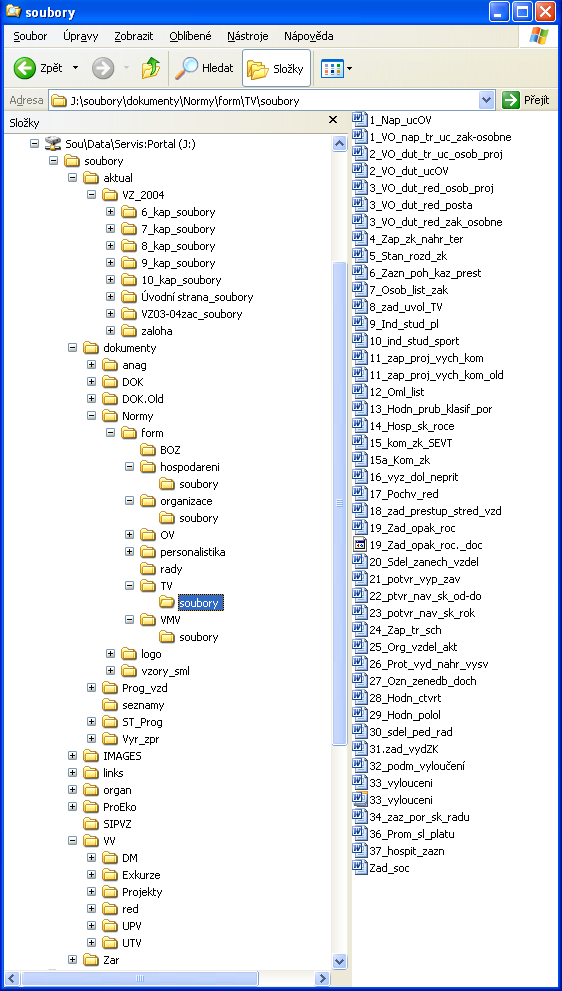 soubory
Soubor Úpravy Zobrazit Oblíbené Nástroje Nápověda
Zpět Hledat Složky
Adresa J:\soubory\dokumenty\Normy\form\TV\soubory Přejít
Složky
Sou\Data\Servis:Portal (J:)
soubory
aktual
VZ_2004
6_kap_soubory
7_kap_soubory
8_kap_soubory
9_kap_soubory
10_kap_soubory
Úvodní strana_soubory
VZ03-04zac_soubory
zaloha
dokumenty
anag
DOK
DOK.Old
Normy
form
BOZ
hospodareni
soubory
organizace
soubory
OV
personalistika
rady
TV
soubory
VMV
soubory
logo
vzory_sml
Prog_vzd
seznamy
ST_Prog
Vyr_zpr
IMAGES
links
organ
ProEko
SIPVZ
VV
DM
Exkurze
Projekty
red
UPV
UTV
Zar
1_Nap_ucOV
1_VO_nap_tr_uc_zak-osobne
2_VO_dut_tr_uc_osob_proj
2_VO_dut_ucOV
3_VO_dut_red_osob_proj
3_VO_dut_red_posta
3_VO_dut_red_zak_osobne
4_Zap_zk_nahr_ter
5_Stan_rozd_zk
6_Zazn_poh_kaz_prest
7_Osob_list_zak
8_zad_uvol_TV
9_Ind_stud_pl
10_ind_stud_sport
11_zap_proj_vych_kom
11_zap_proj_vych_kom_old
12_Oml_list
13_Hodn_prub_klasif_por
14_Hosp_sk_roce
15_kom_zk_SEVT
15a_Kom_zk
16_vyz_dol_neprit
17_Pochv_red
18_zad_prestup_stred_vzd
19_Zad_opak_roc
19_Zad_opak_roc._doc
20_Sdel_zanech_vzdel
21_potvr_vyp_zav
22_ptvr_nav_sk_od-do
23_potvr_nav_sk_rok
24_Zap_tr_sch
25_Org_vzdel_akt
26_Prot_vyd_nahr_vysv
27_Ozn_zenedb_doch
28_Hodn_ctvrt
29_Hodn_polol
30_sdel_ped_rad
31.zad_vydZK
32_podm_vyloučení
33_vylouceni
33_vylouceni
34_zaz_por_sk_radu
36_Prom_sl_platu
37_hospit_zazn
Zad_soc